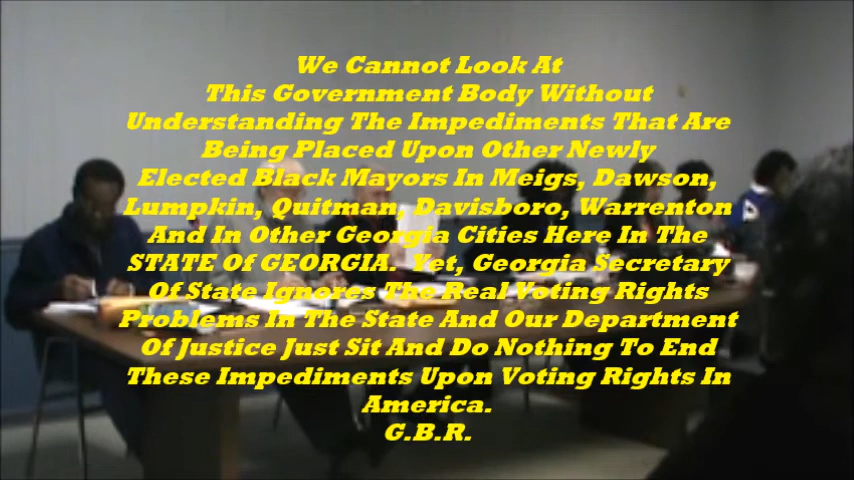 We Cannot Look At
This Government Body Without
Understanding The Impediments That Are
Being Placed Upon Other Newly
Elected Black Mayors In Meigs, Dawson,
Lumpkin, Quitman, Davisboro, Warrenton
And In Other Georgia Cities Here In The
STATE Of GEORGIA. Yet, Georgia Secretary
Of State Ignores The Real Voting Rights
Problems In The State And Our Department
Of Justice Just Sit And Do Nothing To End
These Impediments Upon Voting Rights In
America.
G.B.R.